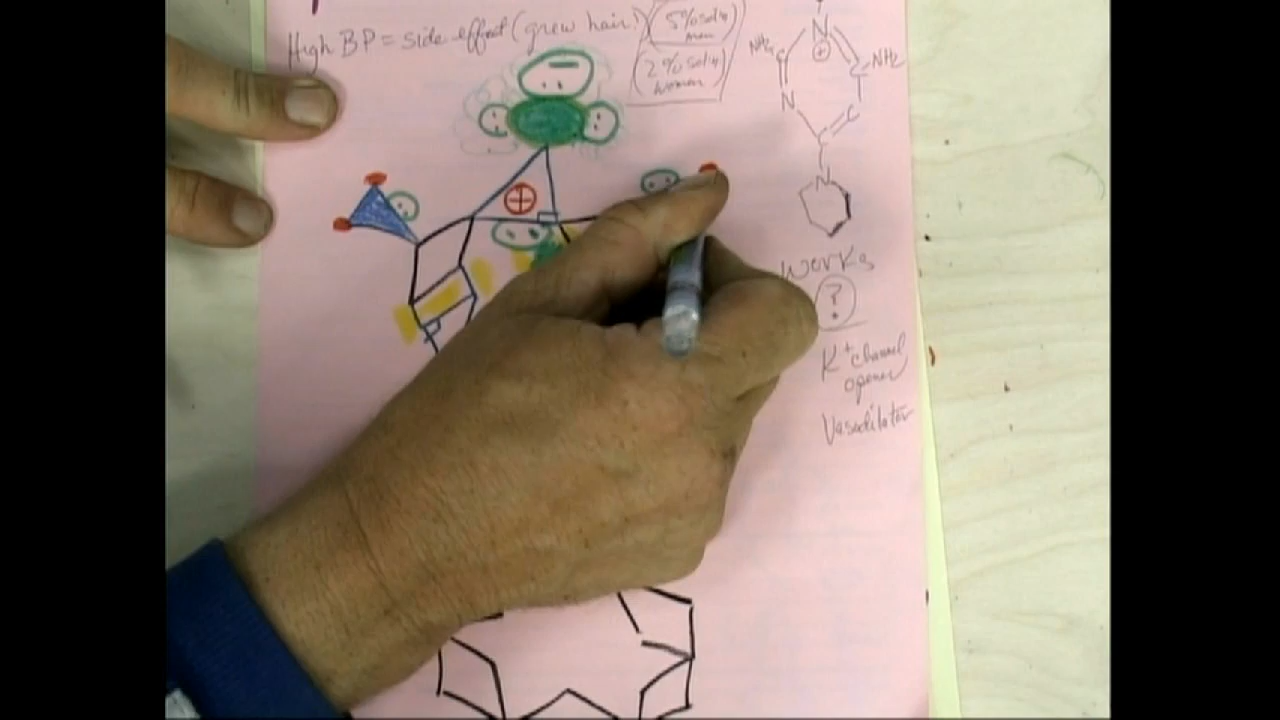 High BP = side effect (grew hair)
(5% soln
men
(2% soln)
women
N
+
NH2
NH2
N
C
C
N
Works
?
K+ channel
opener
Vasodilator
+